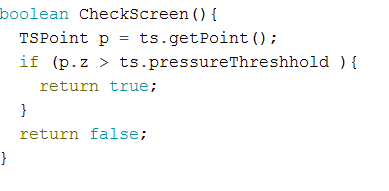 boolean CheckScreen(){
  TSPoint p = ts.getPoint();
  if (p.z > ts.pressureThreshhold ){
    return true;
  }
  return false;
}